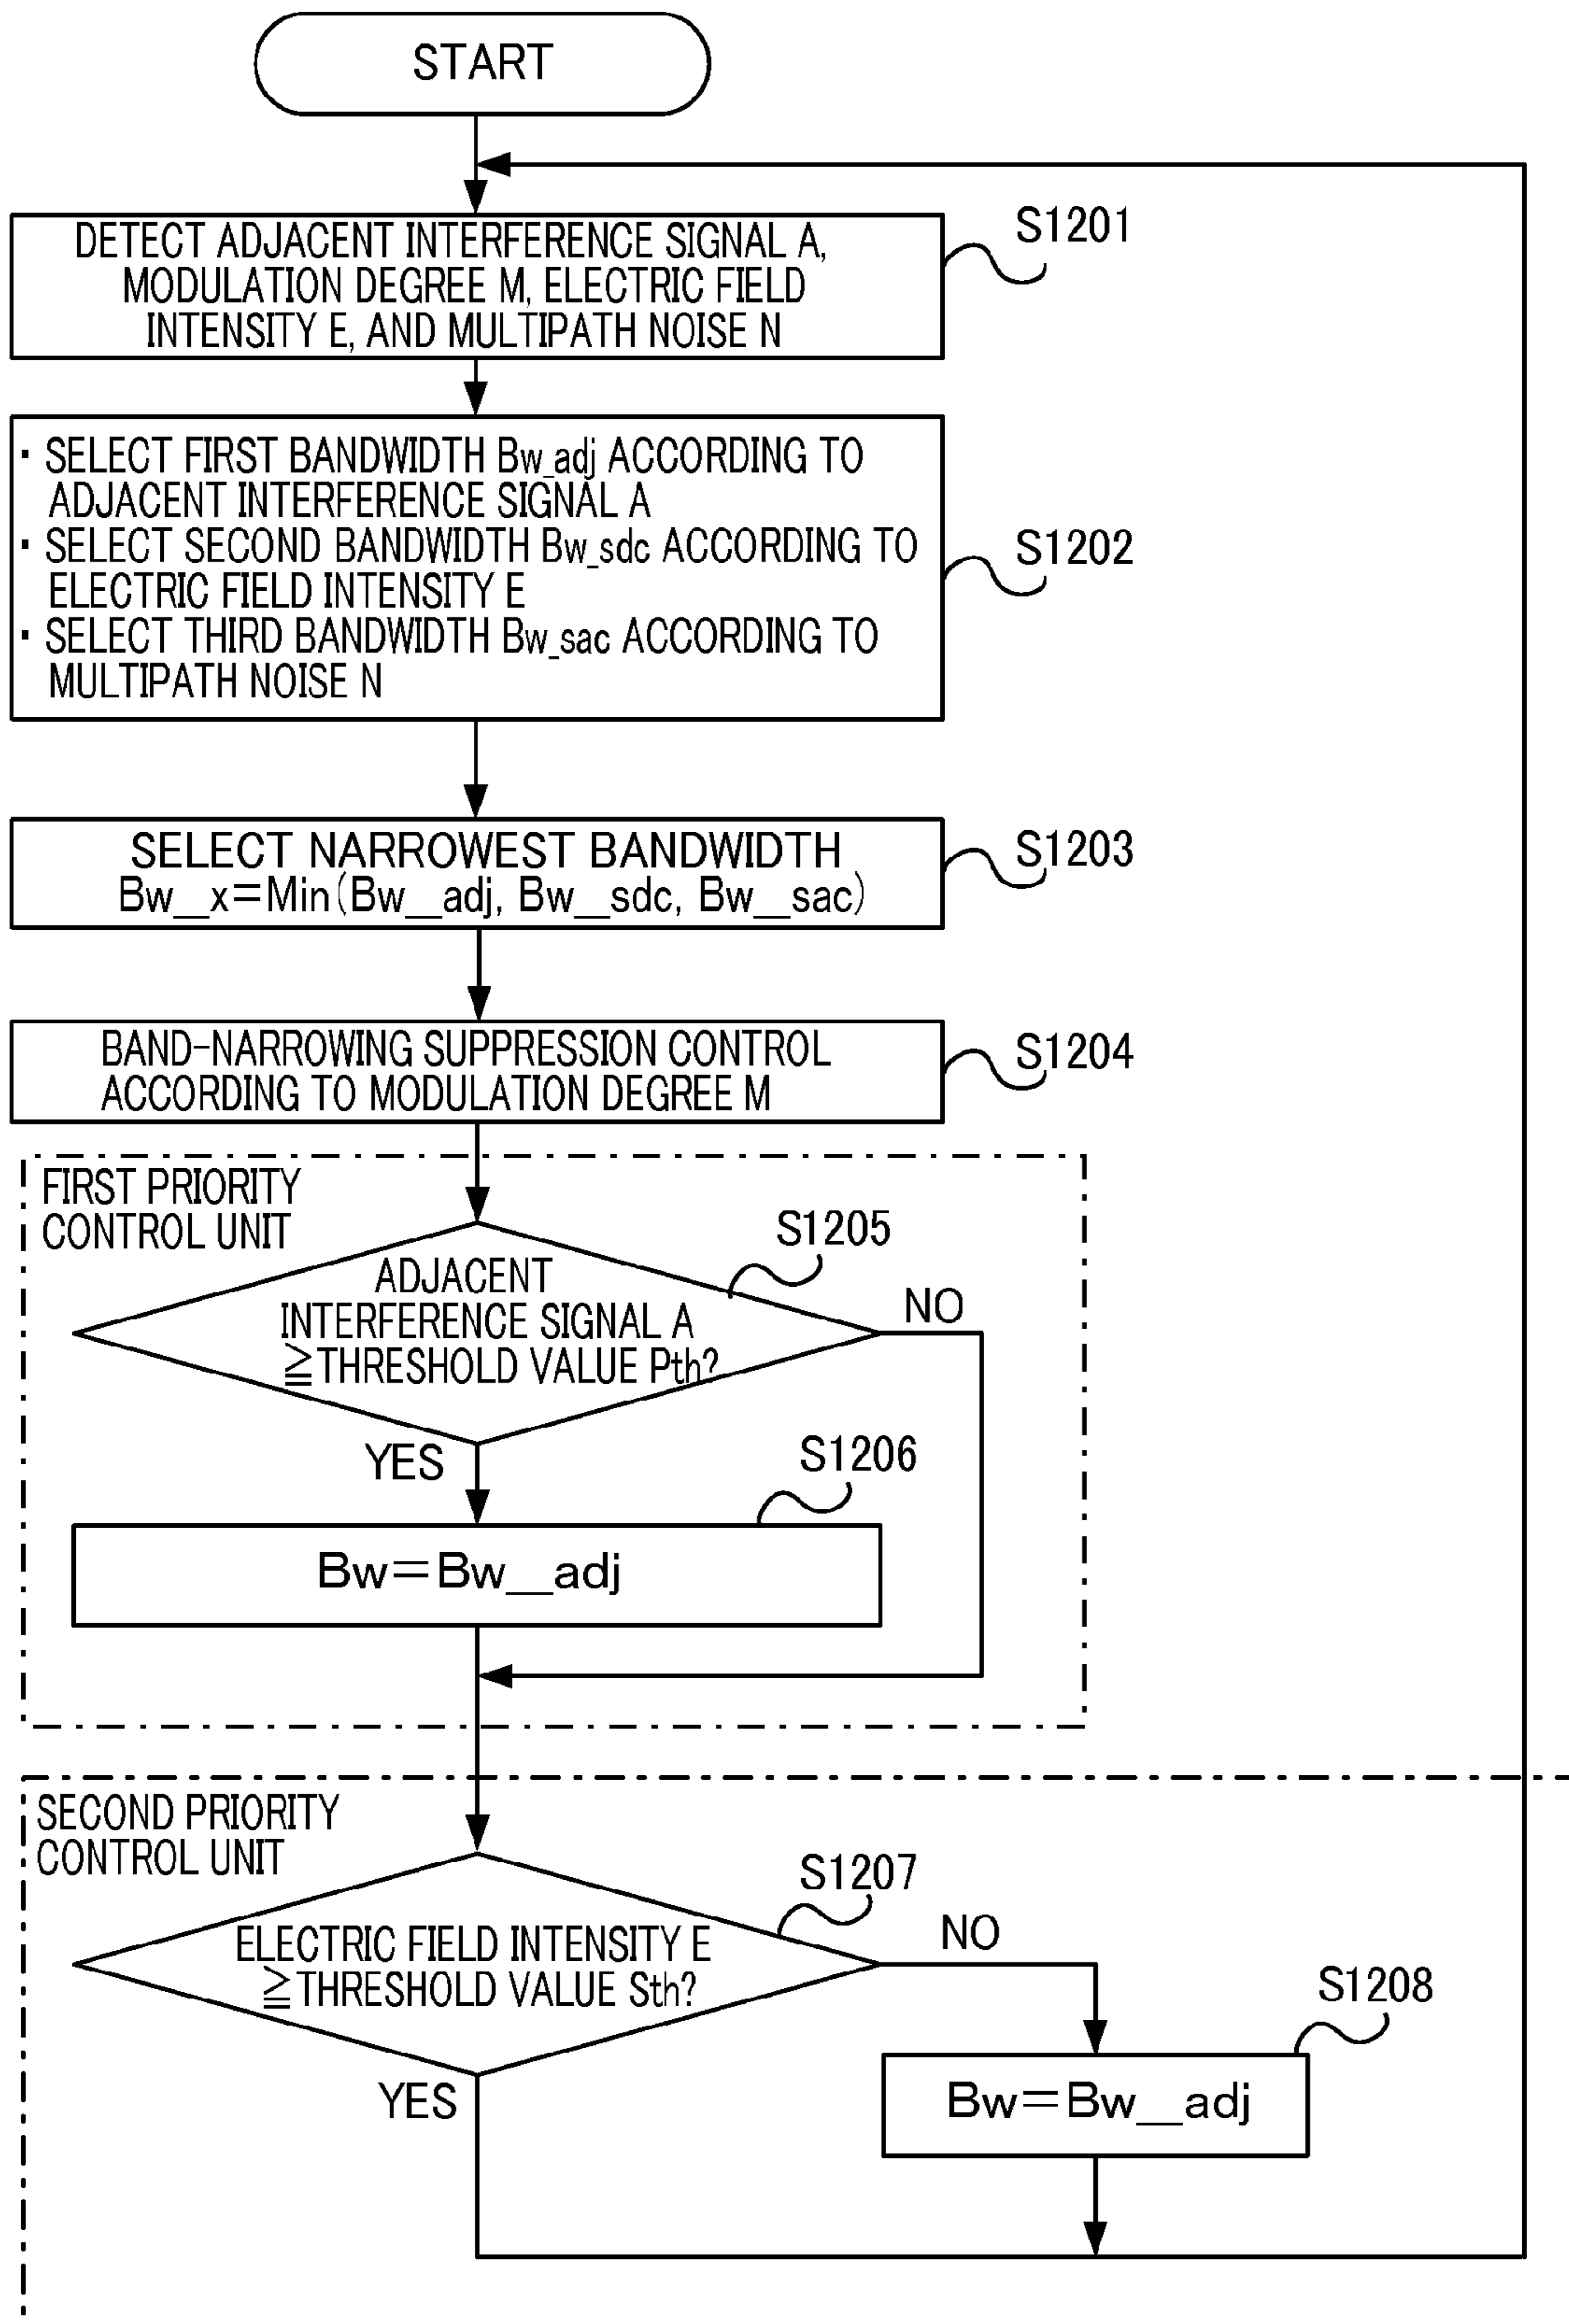 START
S1201
DETECT ADJACENT INTERFERENCE SIGNAL A,
MODULATION DEGREE M, ELECTRIC FIELD
INTENSITY E, AND MULTIPATH NOISE N
· SELECT FIRST BANDWIDTH Bw_adj ACCORDING TO
ADJACENT INTERFERENCE SIGNAL A
· SELECT SECOND BANDWIDTH Bw_sdc ACCORDING TO
ELECTRIC FIELD INTENSITY E
· SELECT THIRD BANDWIDTH Bw_sac ACCORDING TO
MULTIPATH NOISE N
S1202
SELECT NARROWEST BANDWIDTH
Bw__x=Min(Bw__adj, Bw__sdc, Bw__sac)
S1203
BAND-NARROWING SUPPRESSION CONTROL
ACCORDING TO MODULATION DEGREE M
S1204
FIRST PRIORITY
CONTROL UNIT
S1205
ADJACENT
INTERFERENCE SIGNAL A
≧THRESHOLD VALUE Pth?
NO
YES
S1206
Bw=Bw__adj
SECOND PRIORITY
CONTROL UNIT
S1207
ELECTRIC FIELD INTENSITY E
≧THRESHOLD VALUE Sth?
NO
YES
S1208
Bw=Bw__adj